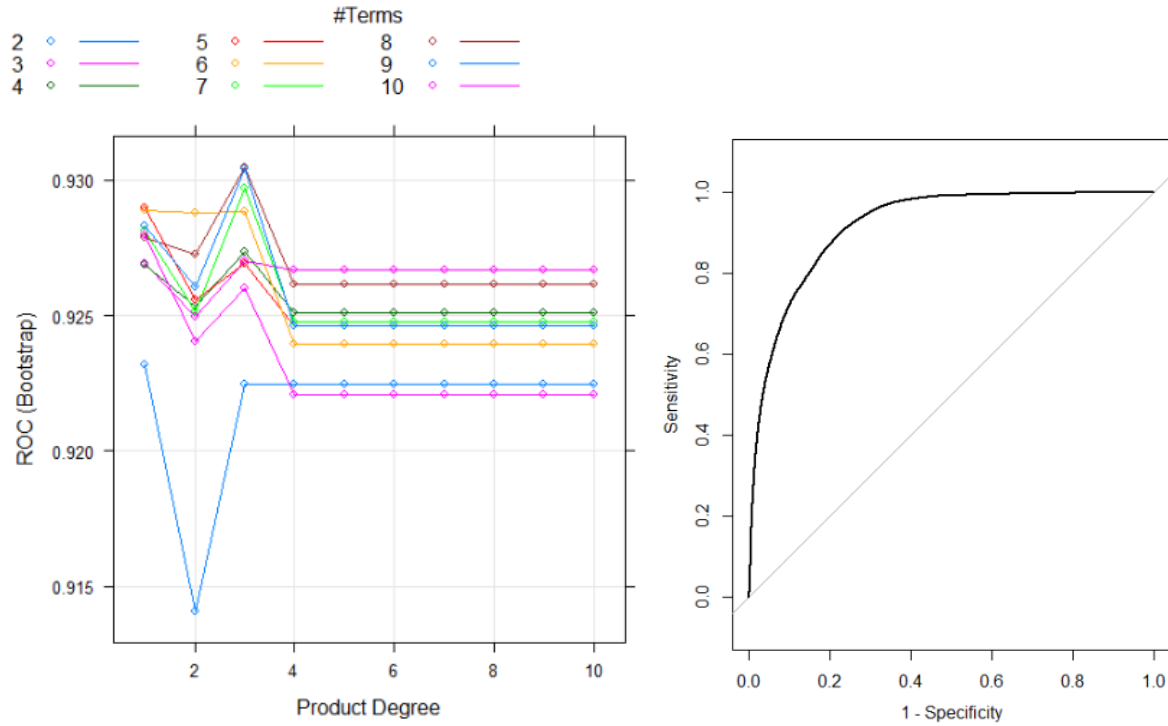 #Terms
2 5 8
3 6 9
4 7 10
0.930
0.925
0.920
0.915
ROC (Bootstrap)
2 4 6 8 10
Product Degree
1.0
0.8
0.6
0.4
0.2
0.0
Sensitivity
0.0 0.2 0.4 0.6 0.8 1.0
1 - Specificity